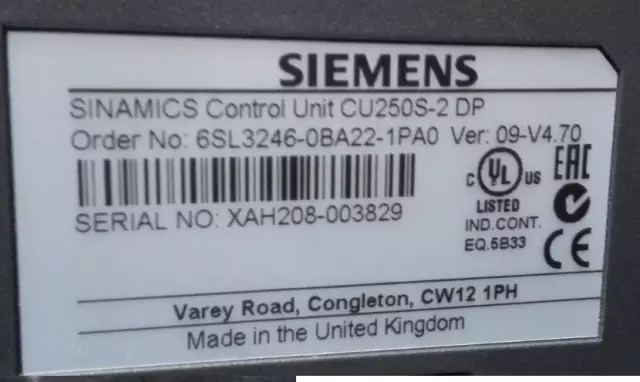 SIEMENS
SINAMICS Control Unit CU250S-2 DP
Order No: 6SL3246-0BA22-1PA0 Ver: 09-V4.70
C UL US
EAC
LISTED
SERIAL NO: XAH208-003829
IND.CONT.
EQ.5B33
CE
Varey Road, Congleton, CW12 1PH
Made in the United Kingdom